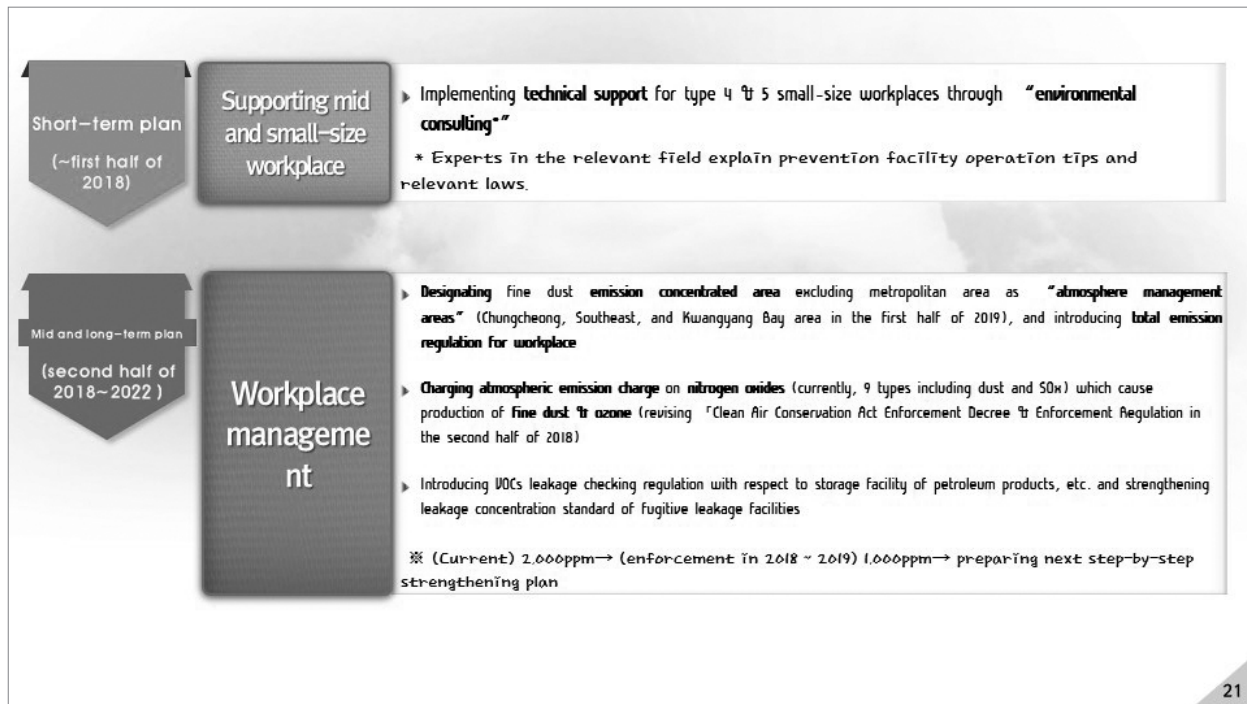 Short-term plan
(~first half of
2018)
Supporting mid
and small-size
workplace
▶ Implementing technical support for type 4 & 5 small-size workplaces through “environmental
consulting*”
* Experts in the relevant field explain prevention facility operation tips and
relevant laws.
Mid and long-term plan
(second half of
2018~2022 )
Workplace
manageme
nt
▶ Designating fine dust emission concentrated area excluding metropolitan area as “atmosphere management
areas” (Chungcheong, Southeast, and Kwangyang Bay area in the first half of 2019), and introducing total emission
regulation for workplace
▶ Charging atmospheric emission charge on nitrogen oxides (currently, 9 types including dust and SOx) which cause
production of fine dust & ozone (revising 「Clean Air Conservation Act Enforcement Decree & Enforcement Regulation in
the second half of 2018)
▶ Introducing VOCs leakage checking regulation with respect to storage facility of petroleum products, etc. and strengthening
leakage concentration standard of fugitive leakage facilities
※ (Current) 2,000ppm→ (enforcement in 2018 ~ 2019) 1,000ppm→ preparing next step-by-step
strengthening plan
21